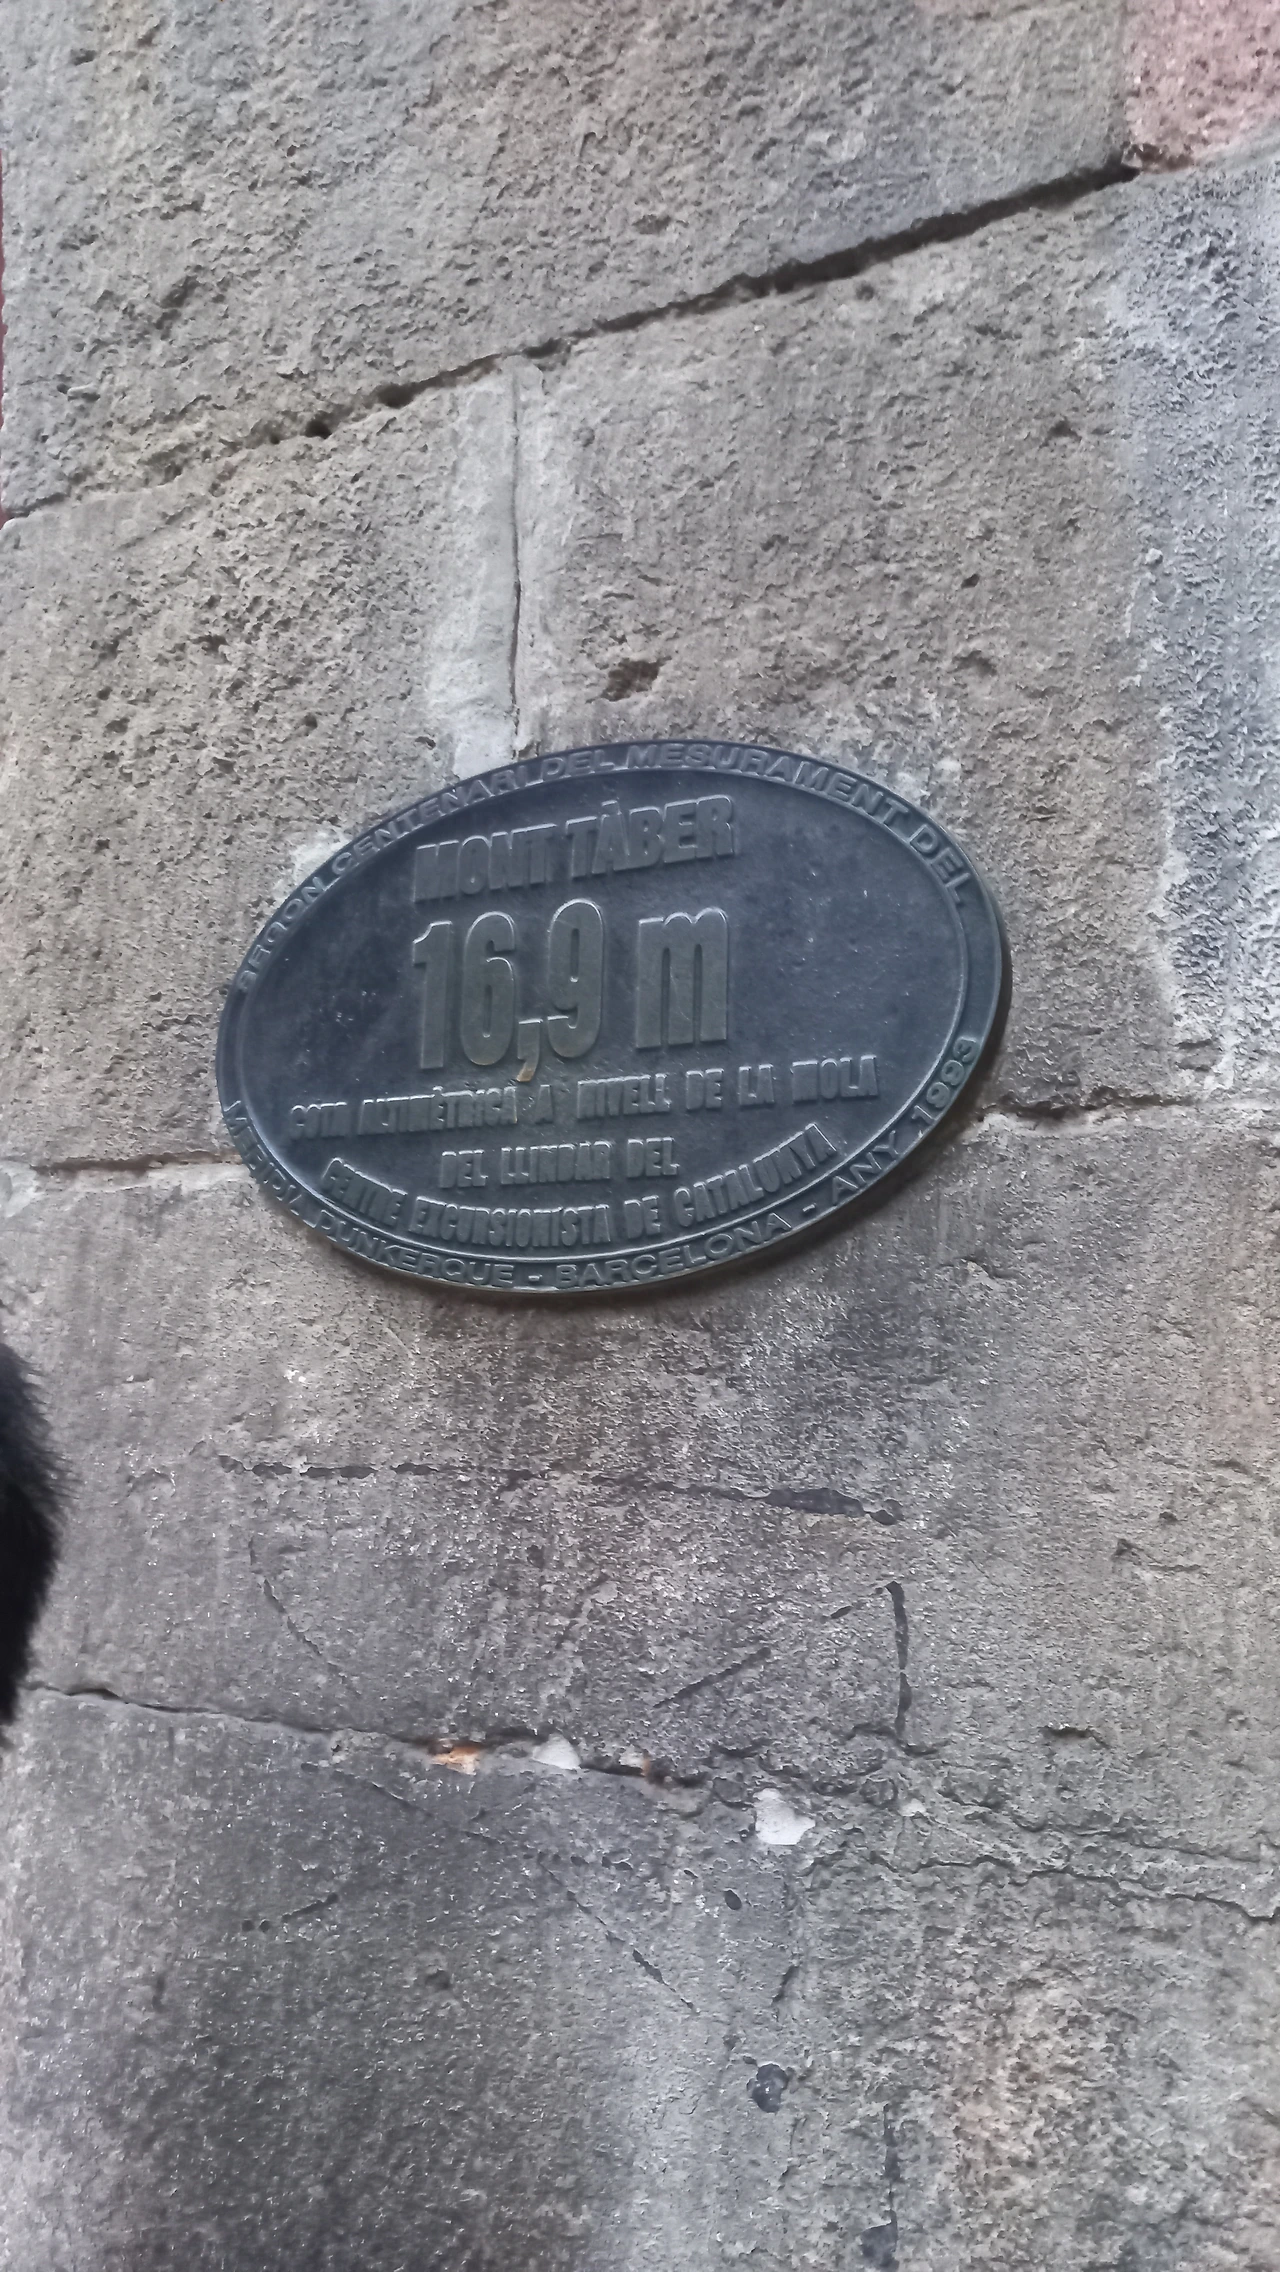 SEGON CENTENARI DEL MESURAMENT DEL
MONT TÀBER
16,9 m
COTA ALTIMÈTRICA A NIVELL DE LA MOLA
DEL LLINDAR DEL
CENTRE EXCURSIONISTA DE CATALUNYA
MERIDIÀ DUNKERQUE - BARCELONA - ANY 1993